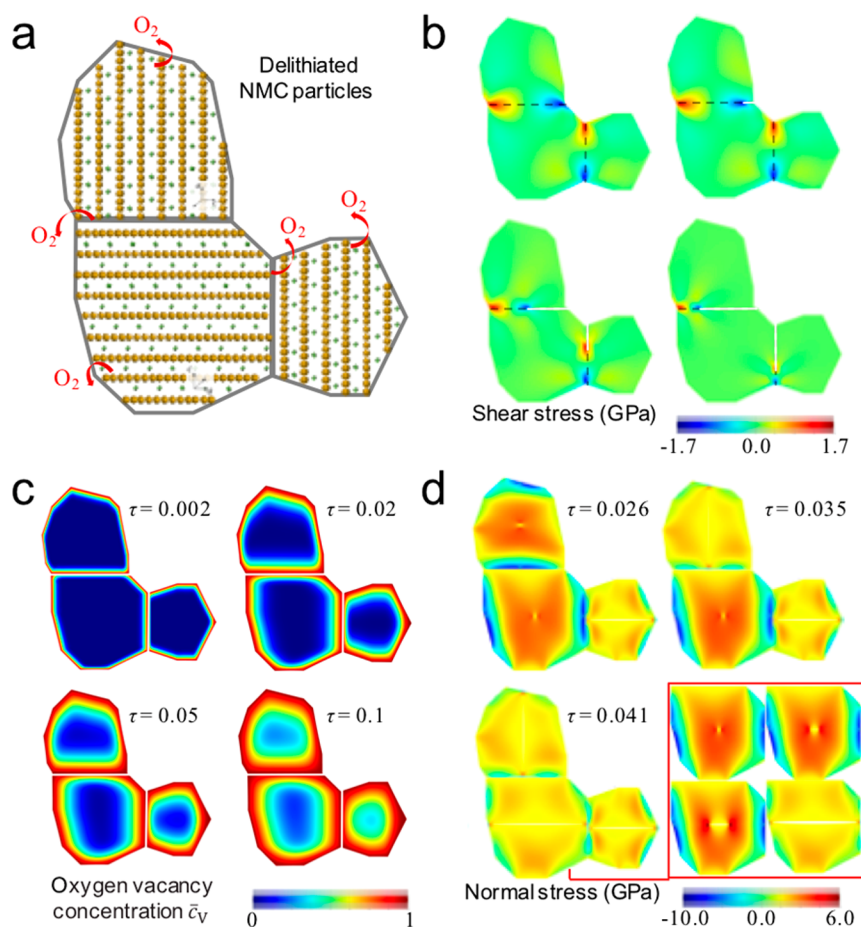 a
O₂
Delithiated
NMC particles
O₂
O₂
O₂
O₂
b
Shear stress (GPa)
-1.7
0.0
1.7
c
τ = 0.002
τ = 0.02
τ = 0.05
τ = 0.1
Oxygen vacancy
concentration c̄ᵥ
0
1
d
τ = 0.026
τ = 0.035
τ = 0.041
Normal stress (GPa)
-10.0
0.0
6.0